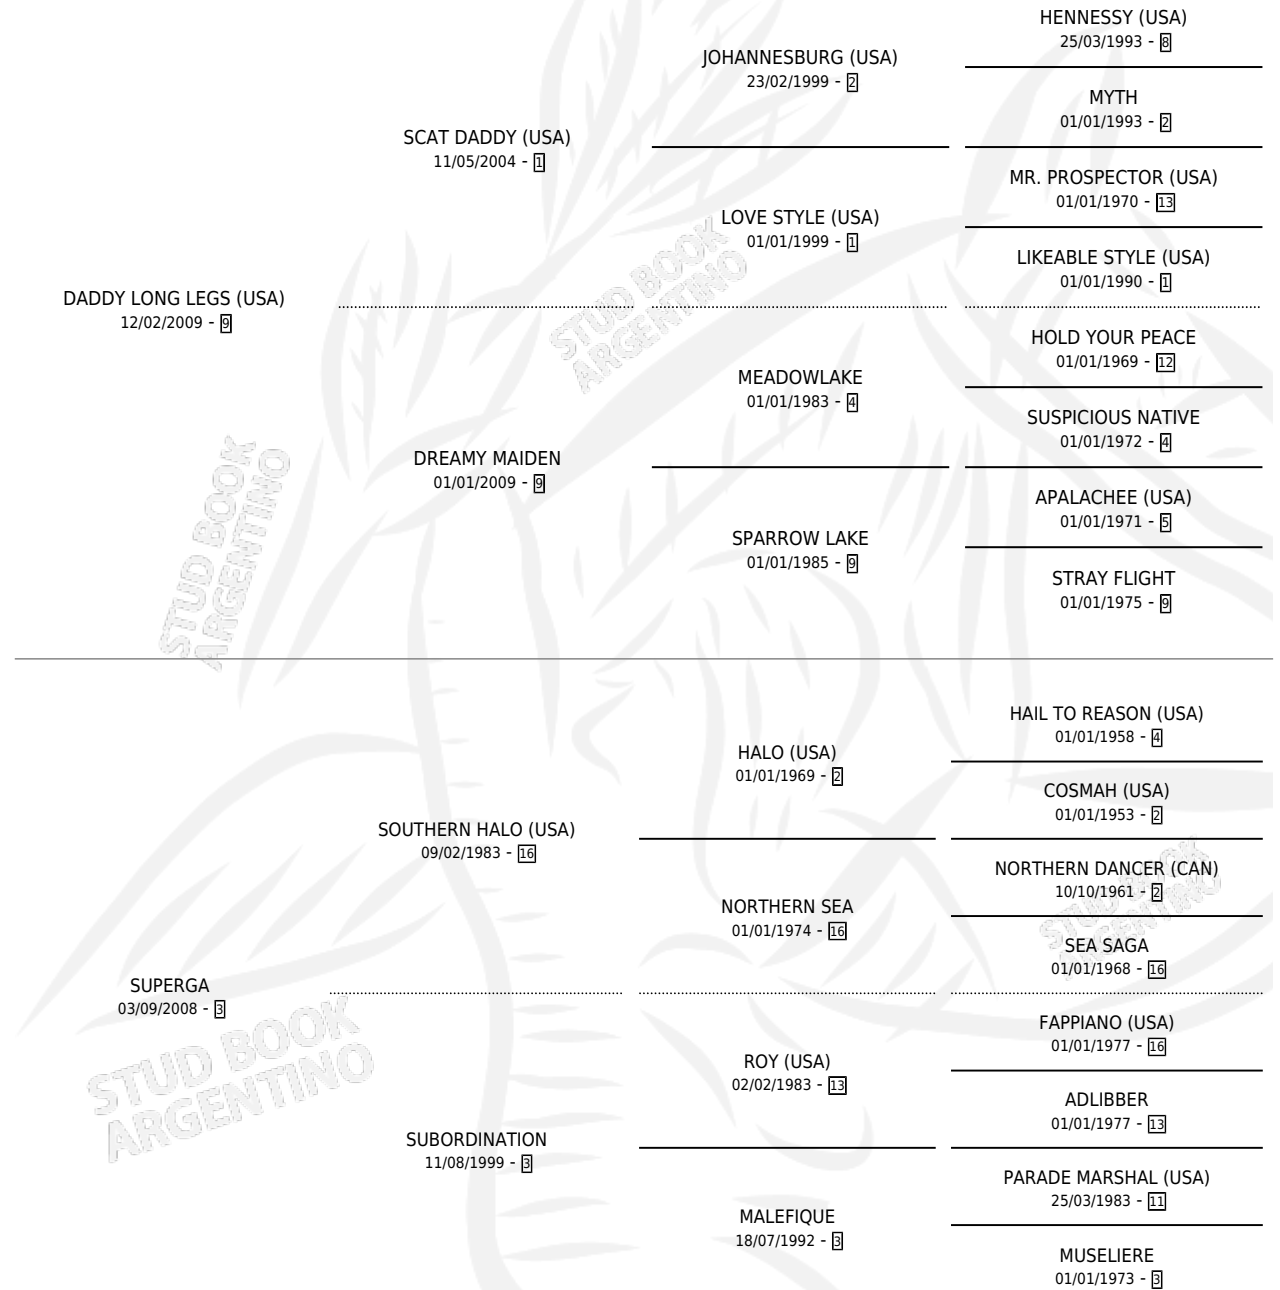 HENNESSY (USA)
25/03/1993 - 8
JOHANNESBURG (USA)
23/02/1999 - 2
MYTH
01/01/1993 - 2
SCAT DADDY (USA)
11/05/2004 - 1
MR. PROSPECTOR (USA)
01/01/1970 - 13
LOVE STYLE (USA)
01/01/1999 - 1
LIKEABLE STYLE (USA)
01/01/1990 - 1
DADDY LONG LEGS (USA)
12/02/2009 - 9
STUD BOOK
ARGENTINO
HOLD YOUR PEACE
01/01/1969 - 12
MEADOWLAKE
01/01/1983 - 4
SUSPICIOUS NATIVE
01/01/1972 - 4
DREAMY MAIDEN
01/01/2009 - 9
APALACHEE (USA)
01/01/1971 - 5
SPARROW LAKE
01/01/1985 - 9
STRAY FLIGHT
01/01/1975 - 9
STUD BOOK
ARGENTINO
HAIL TO REASON (USA)
01/01/1958 - 4
HALO (USA)
01/01/1969 - 2
COSMAH (USA)
01/01/1953 - 2
SOUTHERN HALO (USA)
09/02/1983 - 16
NORTHERN DANCER (CAN)
10/10/1961 - 2
NORTHERN SEA
01/01/1974 - 16
STUD BOOK
ARGENTINO
SEA SAGA
01/01/1968 - 16
SUPERGA
03/09/2008 - 3
STUD BOOK
ARGENTINO
FAPPIANO (USA)
01/01/1977 - 16
ROY (USA)
02/02/1983 - 13
ADLIBBER
01/01/1977 - 13
SUBORDINATION
11/08/1999 - 3
PARADE MARSHAL (USA)
25/03/1983 - 11
MALEFIQUE
18/07/1992 - 3
MUSELIERE
01/01/1973 - 3